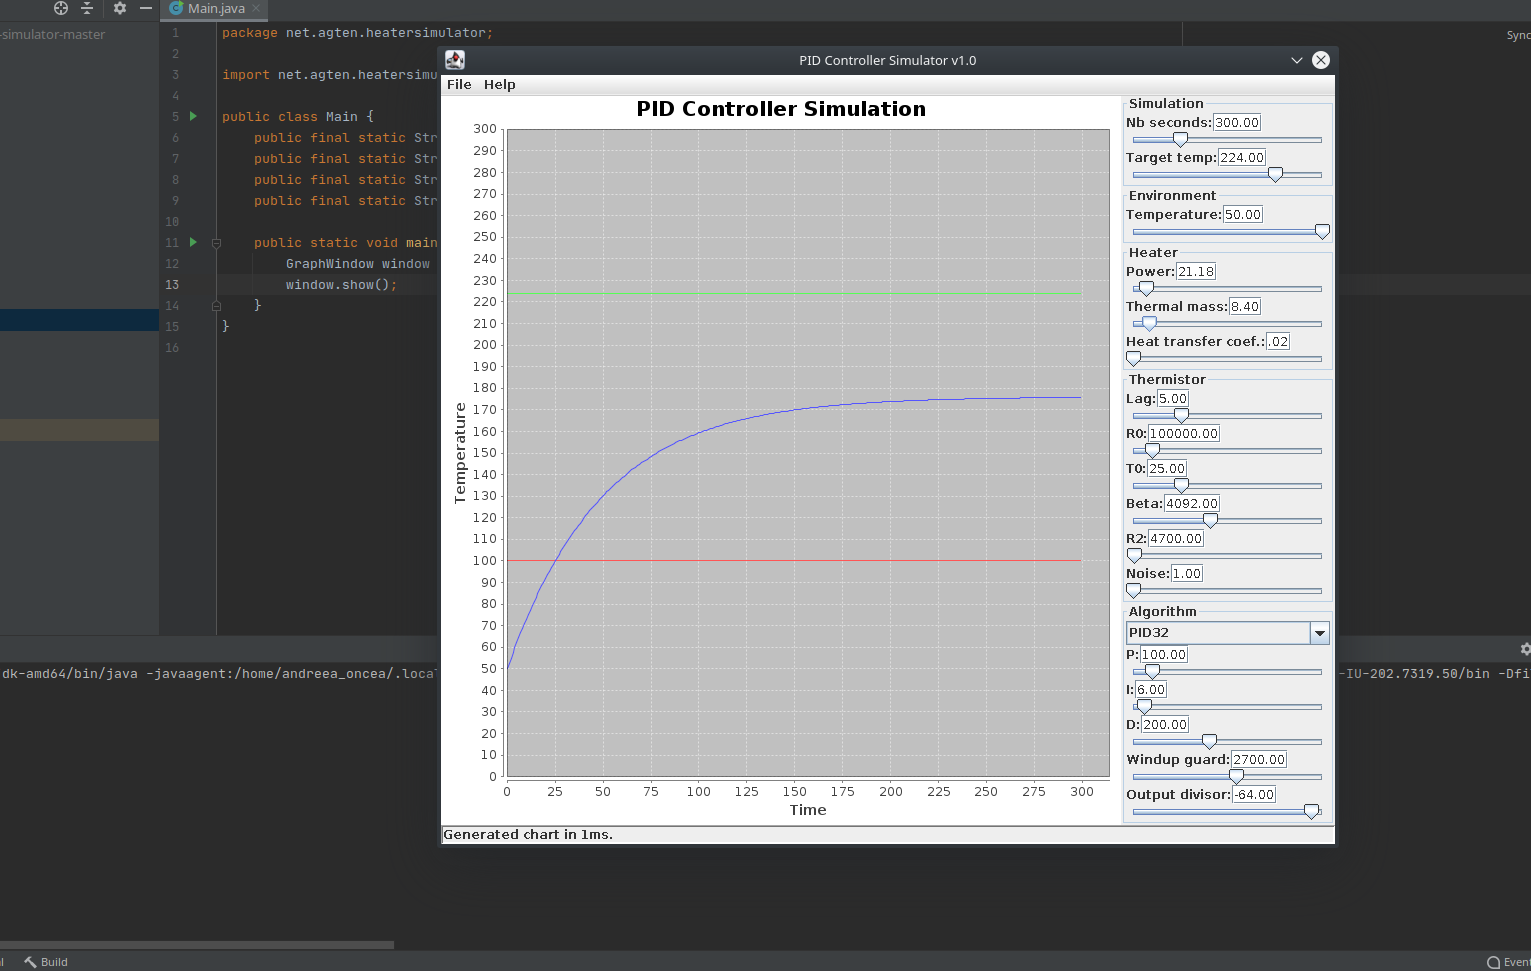 Main.java
-simulator-master
Sync
1 package net.agten.heatersimulator;
2
3 import net.agten.heatersimu
4
5 public class Main {
6 public final static Str
7 public final static Str
8 public final static Str
9 public final static Str
10
11 public static void main
12 GraphWindow window
13 window.show();
14 }
15 }
16
PID Controller Simulator v1.0
File Help
PID Controller Simulation
300
290
280
270
260
250
240
230
220
210
200
190
180
170
160
150
140
130
120
110
100
90
80
70
60
50
40
30
20
10
0
Temperature
0 25 50 75 100 125 150 175 200 225 250 275 300
Time
Simulation
Nb seconds: 300.00
Target temp: 224.00
Environment
Temperature: 50.00
Heater
Power: 21.18
Thermal mass: 8.40
Heat transfer coef.: .02
Thermistor
Lag: 5.00
R0: 100000.00
T0: 25.00
Beta: 4092.00
R2: 4700.00
Noise: 1.00
Algorithm
PID32
P: 100.00
I: 6.00
D: 200.00
Windup guard: 2700.00
Output divisor: -64.00
Generated chart in 1ms.
dk-amd64/bin/java -javaagent:/home/andreea_oncea/.loca
-IU-202.7319.50/bin -Dfi
Build
Event